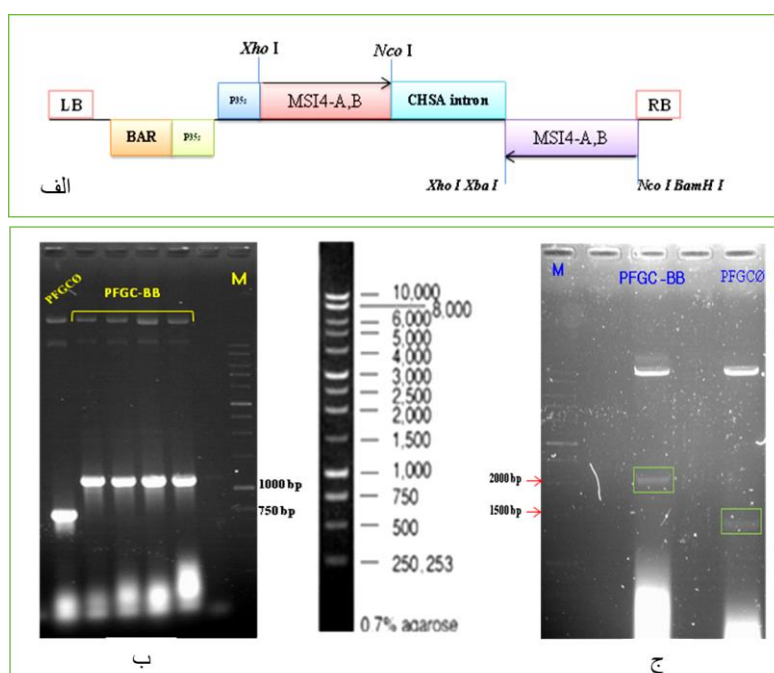 Xho I
Nco I
LB
P35s
MSI4-A,B
CHSA intron
RB
BAR
P35s
MSI4-A,B
Xho I Xba I
Nco I BamH I
الف
PFGCO
PFGC-BB
M
1000 bp
750 bp
ب
10,000
8,000
6,000
5,000
4,000
3,000
2,500
2,000
1,500
1,000
750
500
250,253
0.7% agarose
M
PFGC-BB
PFGCO
2000 bp
1500 bp
ج